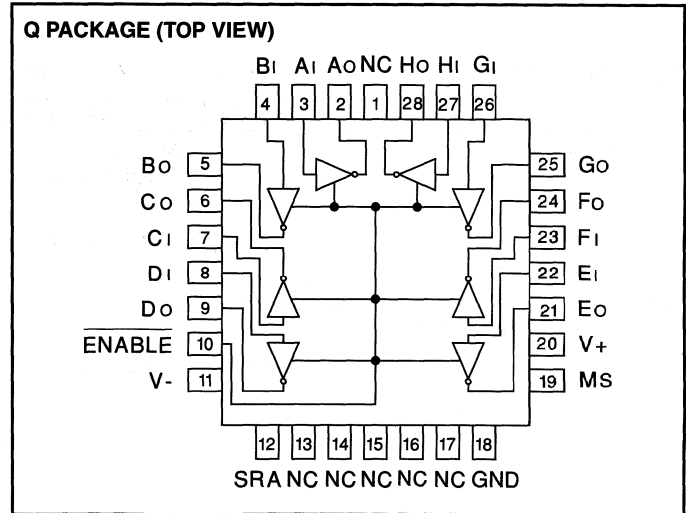 Q PACKAGE (TOP VIEW)
BI AI AO NC HO HI GI
4 3 2 1 28 27 26
BO 5 25 GO
CO 6 24 FO
CI 7 23 FI
DI 8 22 EI
DO 9 21 EO
ENABLE 10 20 V+
V- 11 19 MS
12 13 14 15 16 17 18
SRA NC NC NC NC NC GND